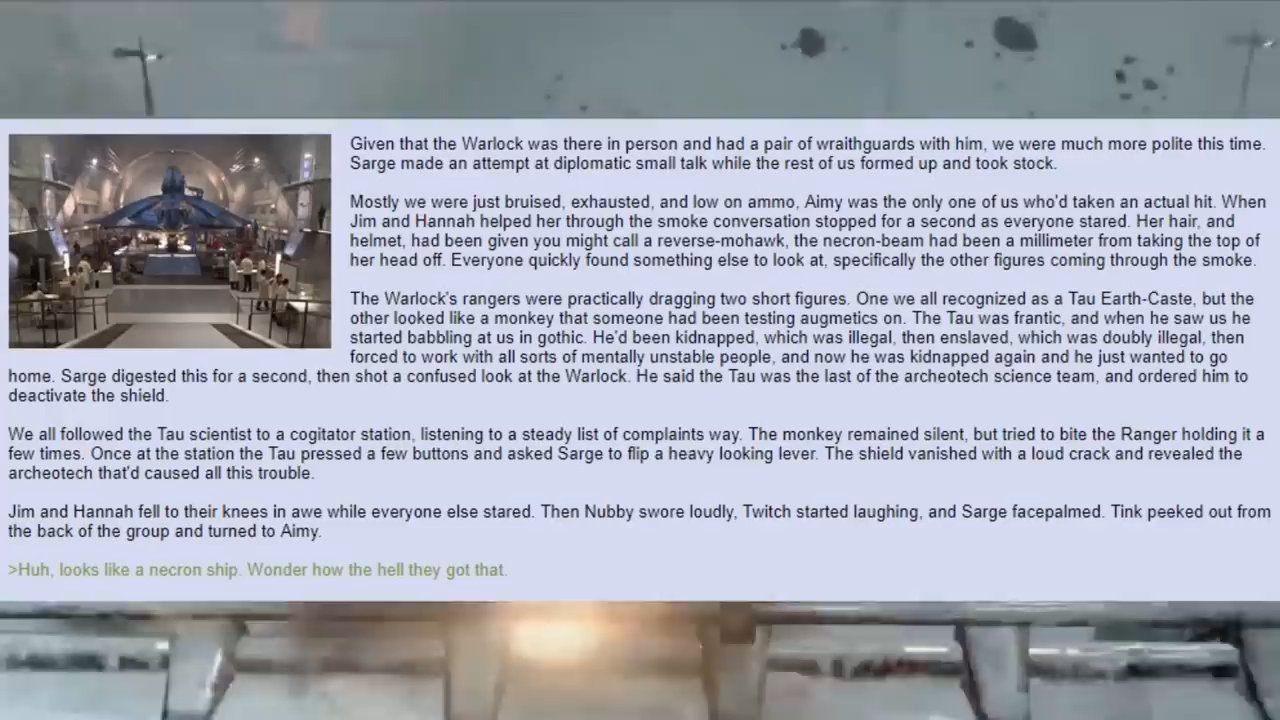 Given that the Warlock was there in person and had a pair of wraithguards with him, we were much more polite this time.
Sarge made an attempt at diplomatic small talk while the rest of us formed up and took stock.
Mostly we were just bruised, exhausted, and low on ammo, Aimy was the only one of us who'd taken an actual hit. When
Jim and Hannah helped her through the smoke conversation stopped for a second as everyone stared. Her hair, and
helmet, had been given you might call a reverse-mohawk, the necron-beam had been a millimeter from taking the top of
her head off. Everyone quickly found something else to look at, specifically the other figures coming through the smoke.
The Warlock's rangers were practically dragging two short figures. One we all recognized as a Tau Earth-Caste, but the
other looked like a monkey that someone had been testing augmetics on. The Tau was frantic, and when he saw us he
started babbling at us in gothic. He'd been kidnapped, which was illegal, then enslaved, which was doubly illegal, then
forced to work with all sorts of mentally unstable people, and now he was kidnapped again and he just wanted to go
home. Sarge digested this for a second, then shot a confused look at the Warlock. He said the Tau was the last of the archeotech science team, and ordered him to
deactivate the shield.
We all followed the Tau scientist to a cogitator station, listening to a steady list of complaints way. The monkey remained silent, but tried to bite the Ranger holding it a
few times. Once at the station the Tau pressed a few buttons and asked Sarge to flip a heavy looking lever. The shield vanished with a loud crack and revealed the
archeotech that'd caused all this trouble.
Jim and Hannah fell to their knees in awe while everyone else stared. Then Nubby swore loudly, Twitch started laughing, and Sarge facepalmed. Tink peeked out from
the back of the group and turned to Aimy.
>Huh, looks like a necron ship. Wonder how the hell they got that.